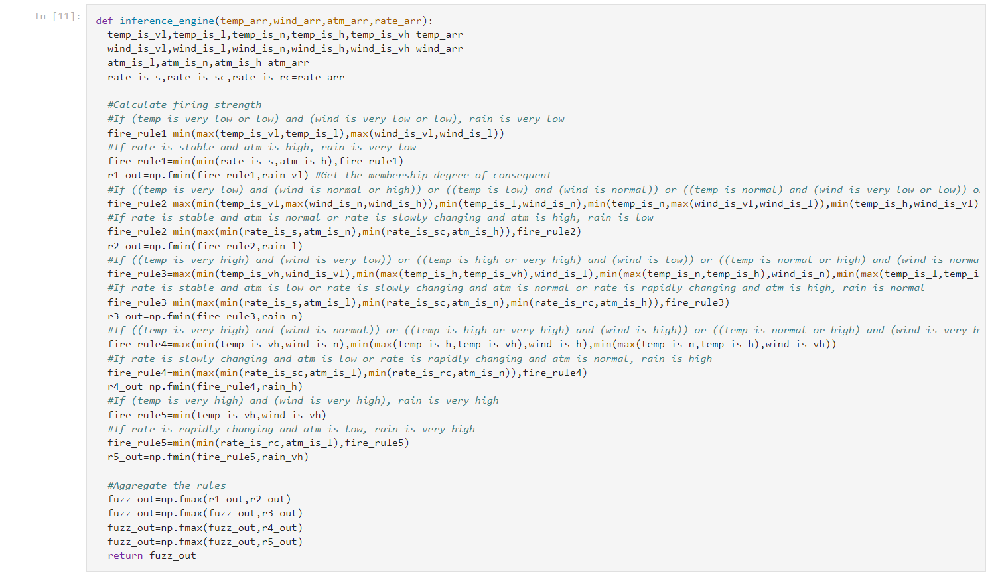 In [11]:
def inference_engine(temp_arr,wind_arr,atm_arr,rate_arr):
temp_is_vl,temp_is_l,temp_is_n,temp_is_h,temp_is_vh=temp_arr
wind_is_vl,wind_is_l,wind_is_n,wind_is_h,wind_is_vh=wind_arr
atm_is_l,atm_is_n,atm_is_h=atm_arr
rate_is_s,rate_is_sc,rate_is_rc=rate_arr
#Calculate firing strength
#If (temp is very low or low) and (wind is very low or low), rain is very low
fire_rule1=min(max(temp_is_vl,temp_is_l),max(wind_is_vl,wind_is_l))
#If rate is stable and atm is high, rain is very low
fire_rule1=min(min(rate_is_s,atm_is_h),fire_rule1)
r1_out=np.fmin(fire_rule1,rain_vl) #Get the membership degree of consequent
#If ((temp is very low) and (wind is normal or high)) or ((temp is low) and (wind is normal)) or ((temp is normal) and (wind is very low or low))
fire_rule2=max(min(temp_is_vl,max(wind_is_n,wind_is_h)),min(temp_is_l,wind_is_n),min(temp_is_n,max(wind_is_vl,wind_is_l)),min(temp_is_h,wind_is_vl)
#If rate is stable and atm is normal or rate is slowly changing and atm is high, rain is low
fire_rule2=min(max(min(rate_is_s,atm_is_n),min(rate_is_sc,atm_is_h)),fire_rule2)
r2_out=np.fmin(fire_rule2,rain_l)
#If ((temp is very high) and (wind is very low)) or ((temp is high or very high) and (wind is low)) or ((temp is normal or high) and (wind is norma
fire_rule3=max(min(temp_is_vh,wind_is_vl),min(max(temp_is_h,temp_is_vh),wind_is_l),min(max(temp_is_n,temp_is_h),wind_is_n),min(max(temp_is_l,temp_i
#If rate is stable and atm is low or rate is slowly changing and atm is normal or rate is rapidly changing and atm is high, rain is normal
fire_rule3=min(max(min(rate_is_s,atm_is_l),min(rate_is_sc,atm_is_n),min(rate_is_rc,atm_is_h)),fire_rule3)
r3_out=np.fmin(fire_rule3,rain_n)
#If ((temp is very high) and (wind is normal)) or ((temp is high or very high) and (wind is high)) or ((temp is normal or high) and (wind is very h
fire_rule4=max(min(temp_is_vh,wind_is_n),min(max(temp_is_h,temp_is_vh),wind_is_h),min(max(temp_is_n,temp_is_h),wind_is_vh))
#If rate is slowly changing and atm is low or rate is rapidly changing and atm is normal, rain is high
fire_rule4=min(max(min(rate_is_sc,atm_is_l),min(rate_is_rc,atm_is_n)),fire_rule4)
r4_out=np.fmin(fire_rule4,rain_h)
#If (temp is very high) and (wind is very high), rain is very high
fire_rule5=min(temp_is_vh,wind_is_vh)
#If rate is rapidly changing and atm is low, rain is very high
fire_rule5=min(min(rate_is_rc,atm_is_l),fire_rule5)
r5_out=np.fmin(fire_rule5,rain_vh)
#Aggregate the rules
fuzz_out=np.fmax(r1_out,r2_out)
fuzz_out=np.fmax(fuzz_out,r3_out)
fuzz_out=np.fmax(fuzz_out,r4_out)
fuzz_out=np.fmax(fuzz_out,r5_out)
return fuzz_out